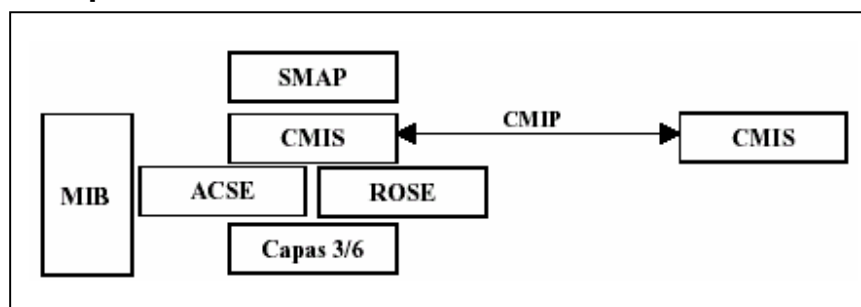 SMAP
CMIP
CMIS
CMIS
ACSE
ROSE
MIB
Capas 3/6